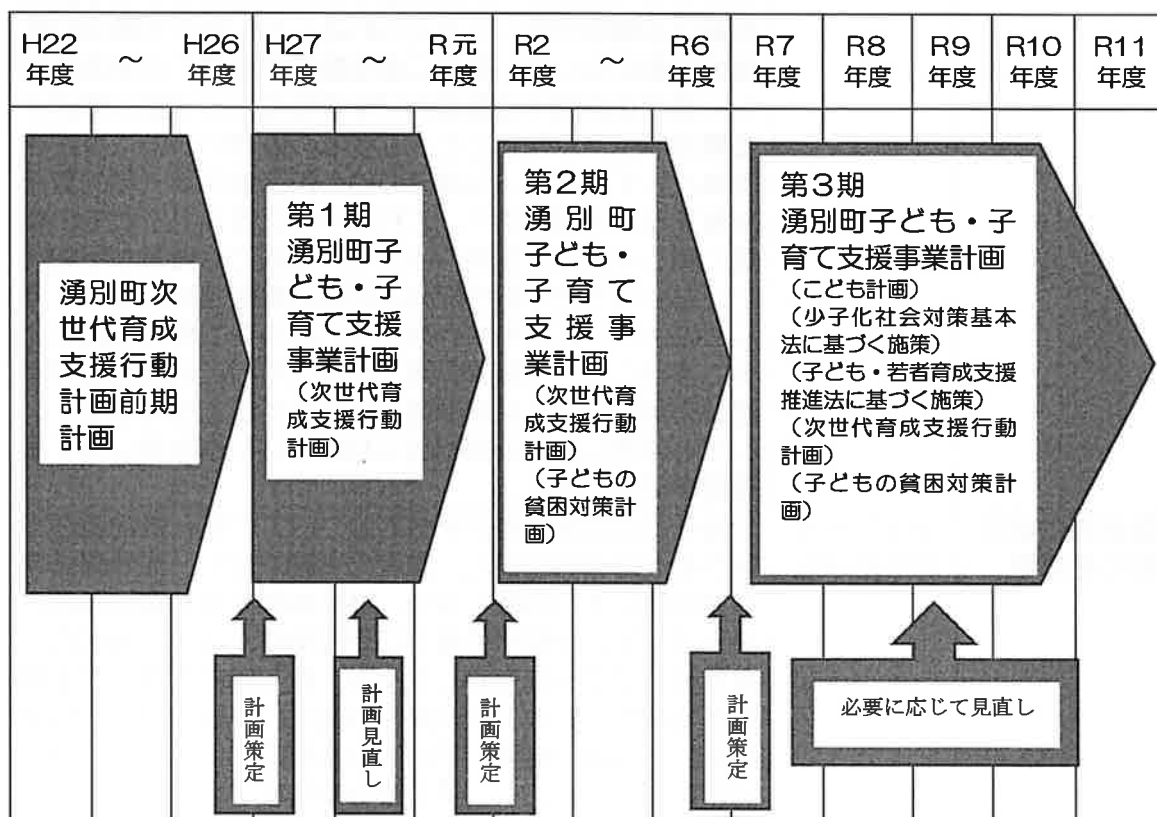 H22 ～ H26 H27 ～ R元 R2 ～ R6 R7 R8 R9 R10 R11
年度 年度 年度 年度 年度 年度 年度 年度 年度 年度 年度
湧別町次
世代育成
支援行動
計画前期
計画
第1期
湧別町子
ども・子
育て支援
事業計画
（次世代育
成支援行動
計画）
第2期
湧別町
子ども・
子育て
支援事
業計画
（次世代育
成支援行動
計画）
（子どもの
貧困対策計
画）
第3期
湧別町子ども・子
育て支援事業計画
（こども計画）
（少子化社会対策基本
法に基づく施策）
（子ども・若者育成支援
推進法に基づく施策）
（次世代育成支援行動
計画）
（子どもの貧困対策計
画）
計画策定
計画見直し
計画策定
計画策定
必要に応じて見直し